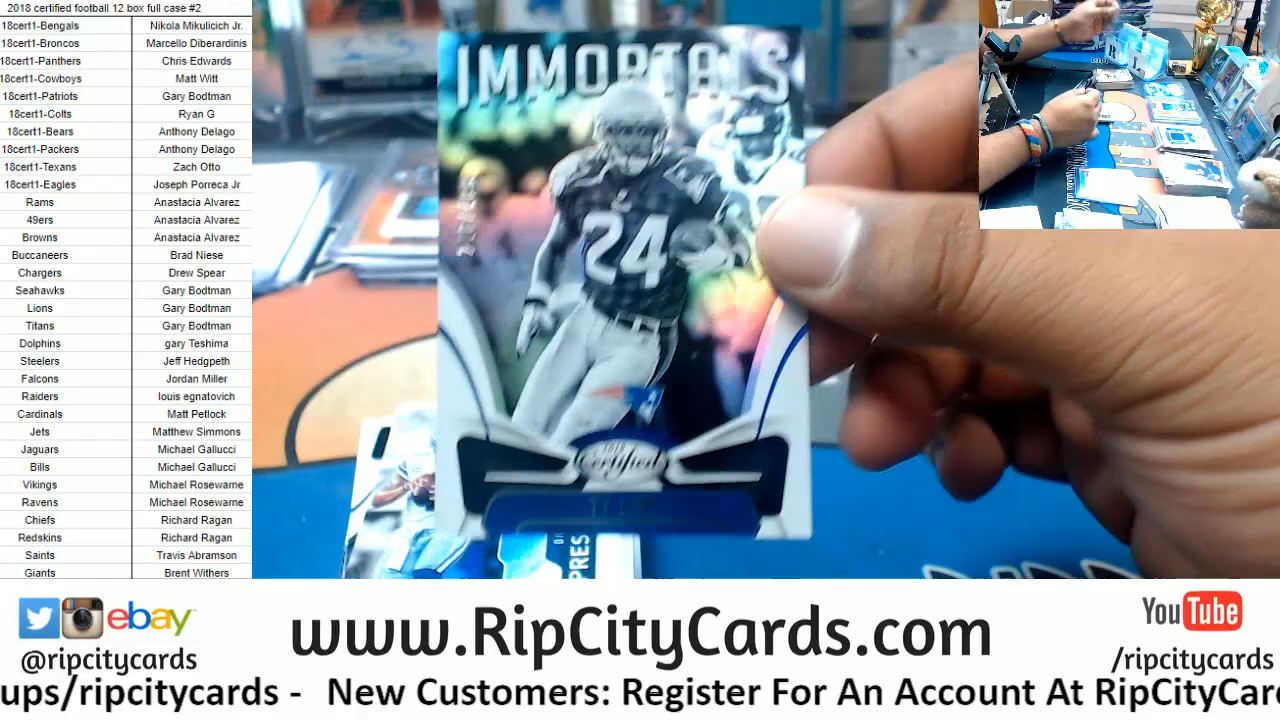 2018 certified football 12 box full case #2
18cert1-Bengals Nikola Mikulicich Jr.
18cert1-Broncos Marcello Diberardinis
18cert1-Panthers Chris Edwards
18cert1-Cowboys Matt Witt
18cert1-Patriots Gary Bodtman
18cert1-Colts Ryan G
18cert1-Bears Anthony Delago
18cert1-Packers Anthony Delago
18cert1-Texans Zach Otto
18cert1-Eagles Joseph Porreca Jr
Rams Anastacia Alvarez
49ers Anastacia Alvarez
Browns Anastacia Alvarez
Buccaneers Brad Niese
Chargers Drew Spear
Seahawks Gary Bodtman
Lions Gary Bodtman
Titans Gary Bodtman
Dolphins gary Teshima
Steelers Jeff Hedgpeth
Falcons Jordan Miller
Raiders louis egnatovich
Cardinals Matt Petlock
Jets Matthew Simmons
Jaguars Michael Gallucci
Bills Michael Gallucci
Vikings Michael Rosewarne
Ravens Michael Rosewarne
Chiefs Richard Ragan
Redskins Richard Ragan
Saints Travis Abramson
Giants Brent Withers
IMMORTALS
24
2018
Certified
PRES
ebay
@ripcitycards
www.RipCityCards.com
YouTube
/ripcitycards
ups/ripcitycards - New Customers: Register For An Account At RipCityCar